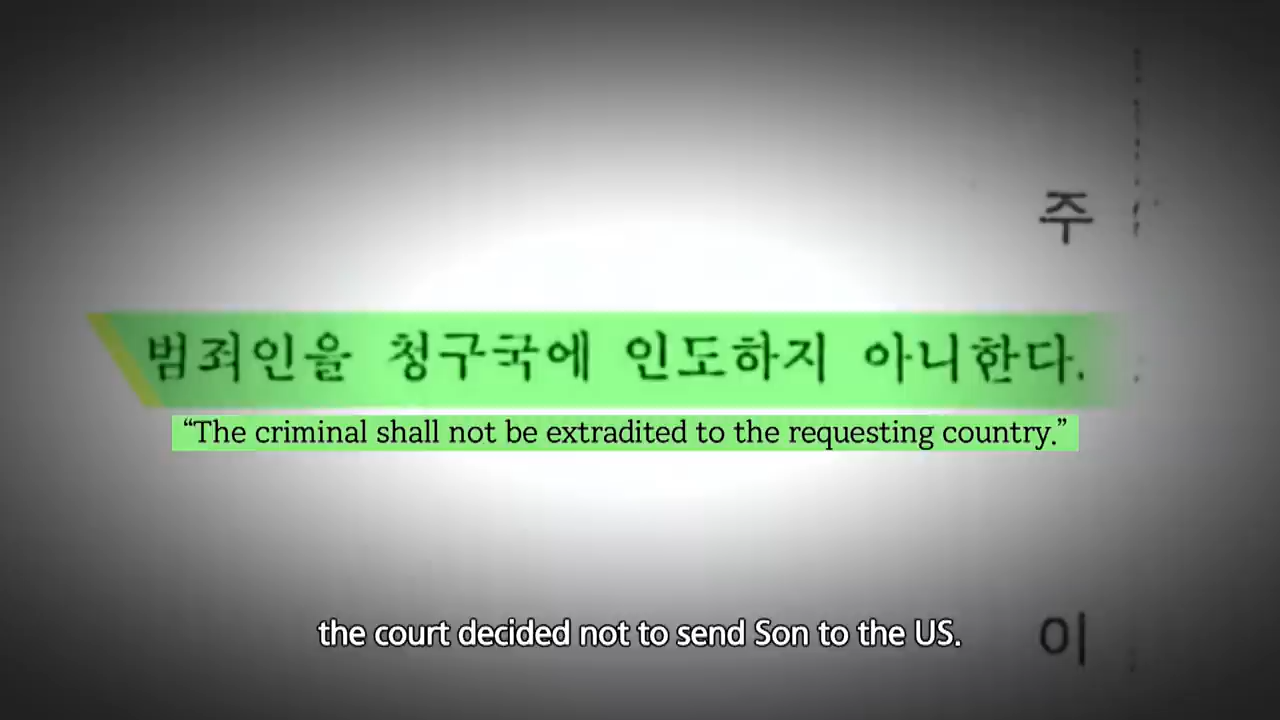 주
범죄인을 청구국에 인도하지 아니한다.
“The criminal shall not be extradited to the requesting country.”
the court decided not to send Son to the US.
이